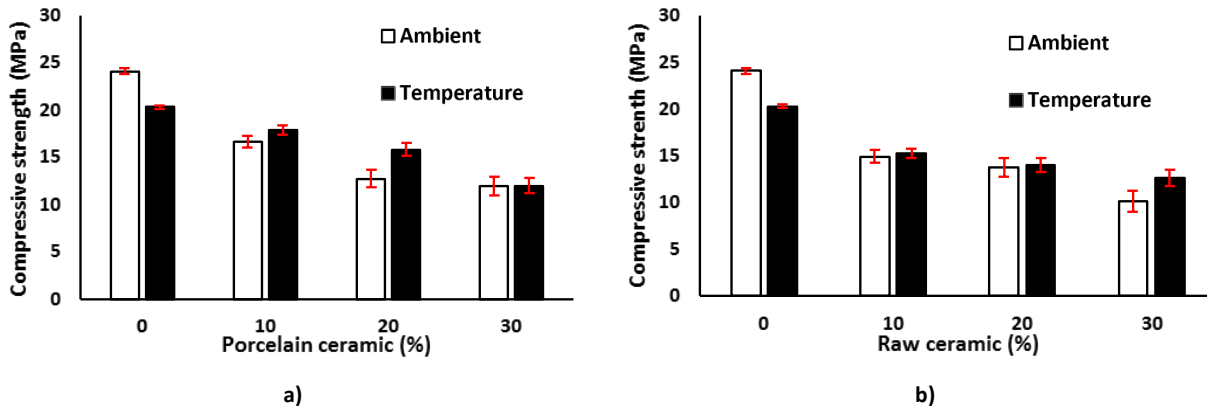 Compressive strength (MPa)
30
25
20
15
10
5
0
Ambient
Temperature
0 10 20 30
Porcelain ceramic (%)
a)
Compressive strenth (MPa)
30
25
20
15
10
5
0
Ambient
Temperature
0 10 20 30
Raw ceramic (%)
b)